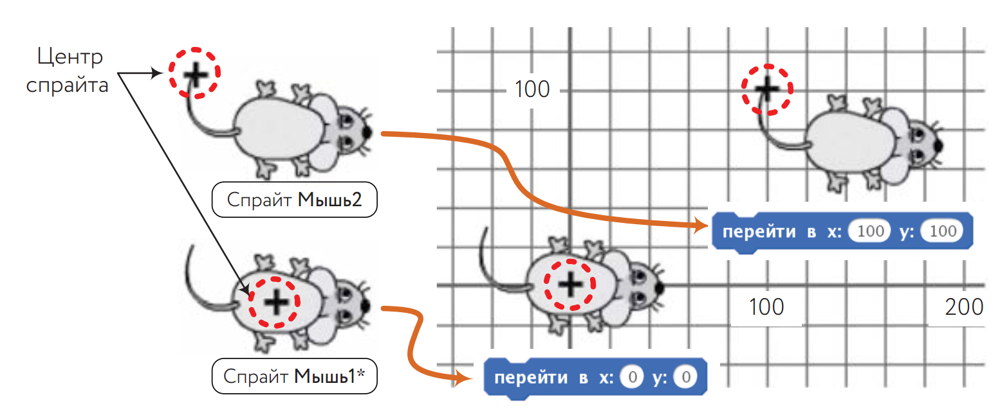 Центр
спрайта
100
Спрайт Мышь2
перейти в x: 100 y: 100
100
200
Спрайт Мышь1*
перейти в x: 0 y: 0